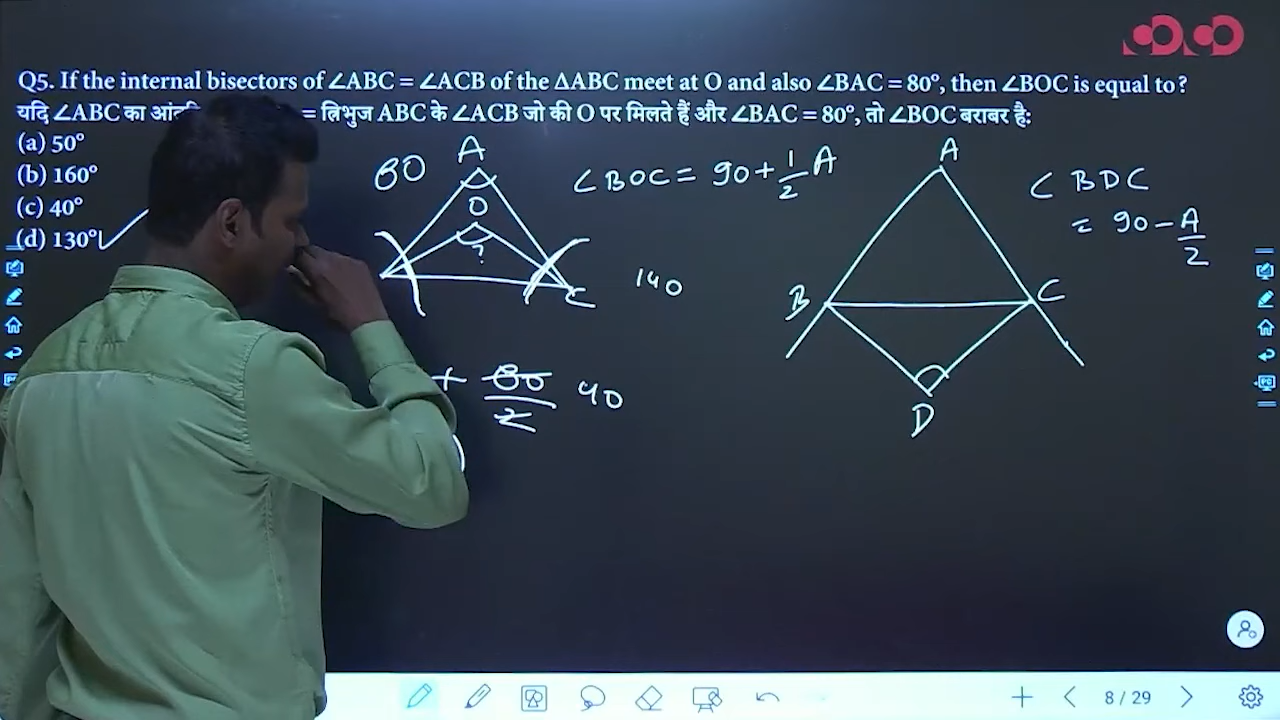 Q5. If the internal bisectors of ∠ABC = ∠ACB of the ΔABC meet at O and also ∠BAC = 80°, then ∠BOC is equal to?
यदि ∠ABC का = त्रिभुज ABC के ∠ACB जो की O पर मिलते हैं और ∠BAC = 80°, तो ∠BOC बराबर है:
(a) 50°
(b) 160°
(c) 40°
(d) 130°
80
A
O
?
C
∠BOC = 90 + 1/2 A
140
+ 80/2 40
A
B
C
D
∠BDC
= 90 - A/2
8 / 29